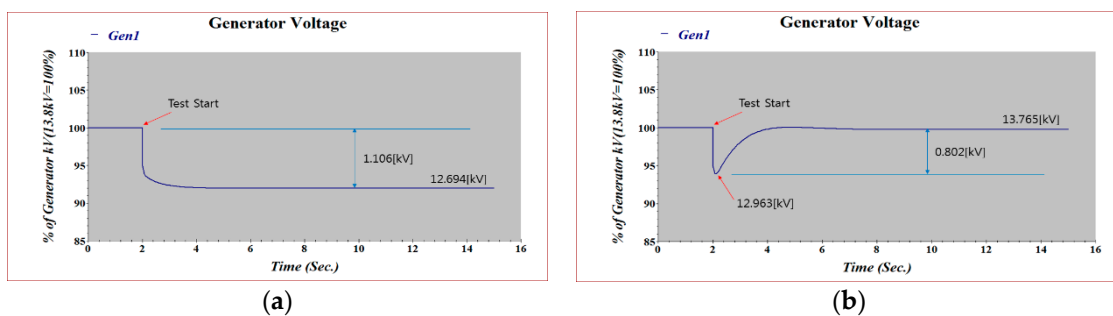 Generator Voltage
Gen1
% of Generator kV(13.8kV=100%)
110
105
100
95
90
85
Test Start
1.106[kV]
12.694[kV]
0 2 4 6 8 10 12 14 16
Time (Sec.)
(a)
Generator Voltage
Gen1
% of Generator kV(13.8kV=100%)
110
105
100
95
90
85
Test Start
13.765[kV]
0.802[kV]
12.963[kV]
0 2 4 6 8 10 12 14 16
Time (Sec.)
(b)